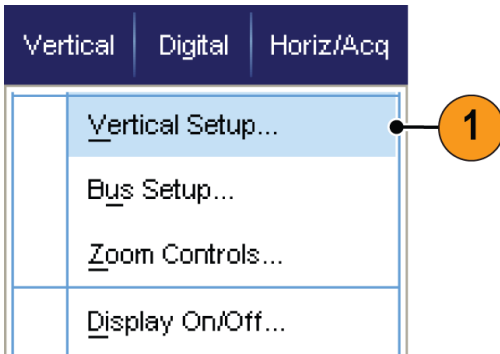 Vertical Digital Horiz/Acq
Vertical Setup...
1
Bus Setup...
Zoom Controls...
Display On/Off...